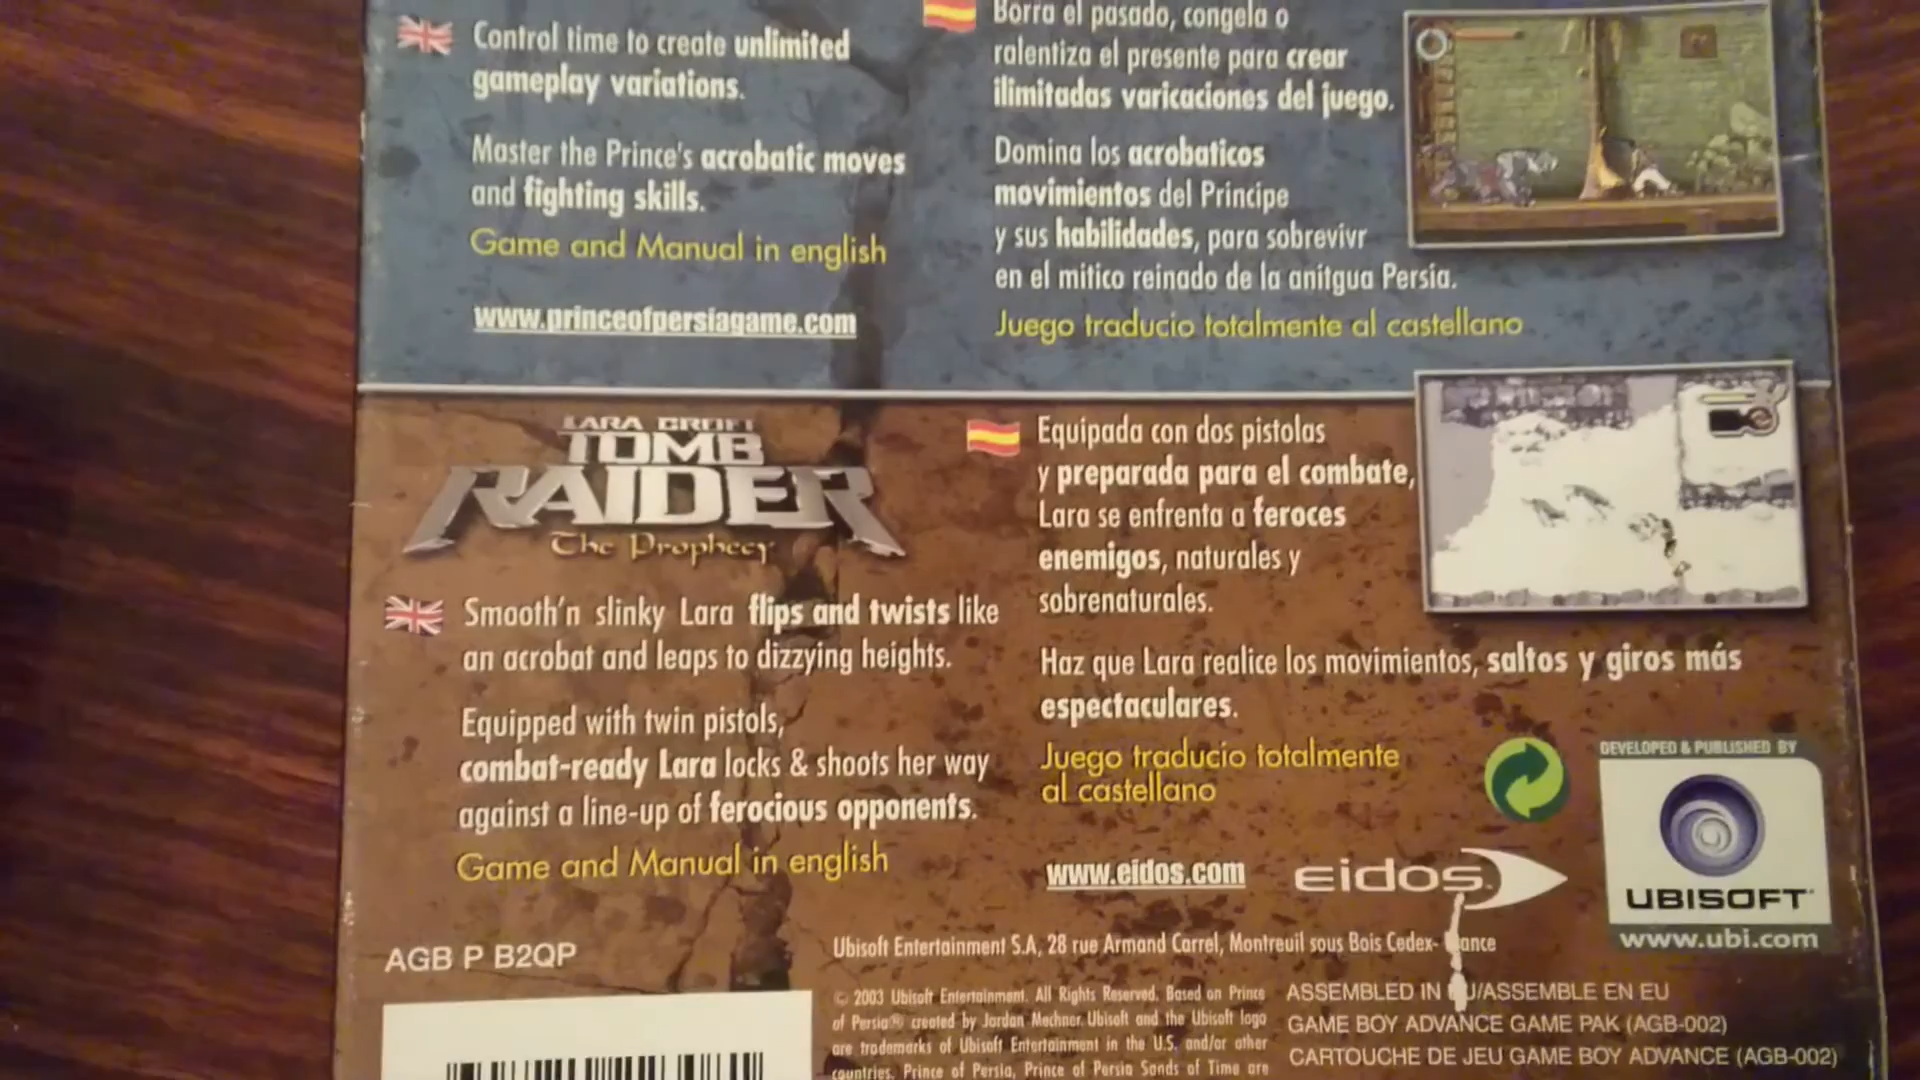 Control time to create unlimited
gameplay variations.
Master the Prince's acrobatic moves
and fighting skills.
Game and Manual in english
www.princeofpersiagame.com
Borra el pasado, congela o
ralentiza el presente para crear
ilimitadas varicaciones del juego.
Domina los acrobaticos
movimientos del Principe
y sus habilidades, para sobrevivr
en el mitico reinado de la anitgua Persia.
Juego traducio totalmente al castellano
LARA CROFT
TOMB
RAIDER
The Prophecy
Smooth'n slinky Lara flips and twists like
an acrobat and leaps to dizzying heights.
Equipped with twin pistols,
combat-ready Lara locks & shoots her way
against a line-up of ferocious opponents.
Game and Manual in english
Equipada con dos pistolas
y preparada para el combate,
Lara se enfrenta a feroces
enemigos, naturales y
sobrenaturales.
Haz que Lara realice los movimientos, saltos y giros más
espectaculares.
Juego traducio totalmente
al castellano
www.eidos.com
eidos
DEVELOPED & PUBLISHED BY
UBISOFT
www.ubi.com
AGB P B2QP
Ubisoft Entertainment S.A, 28 rue Armand Carrel, Montreuil sous Bois Cedex-
© 2003 Ubisoft Entertainment. All Rights Reserved. Based on Prince
of Persia® created by Jordan Mechner. Ubisoft and the Ubisoft logo
are trademarks of Ubisoft Entertainment in the U.S. and/or other
countries. Prince of Persia, Prince of Persia Sands of Time are
ASSEMBLED IN EU/ASSEMBLE EN EU
GAME BOY ADVANCE GAME PAK (AGB-002)
CARTOUCHE DE JEU GAME BOY ADVANCE (AGB-002)